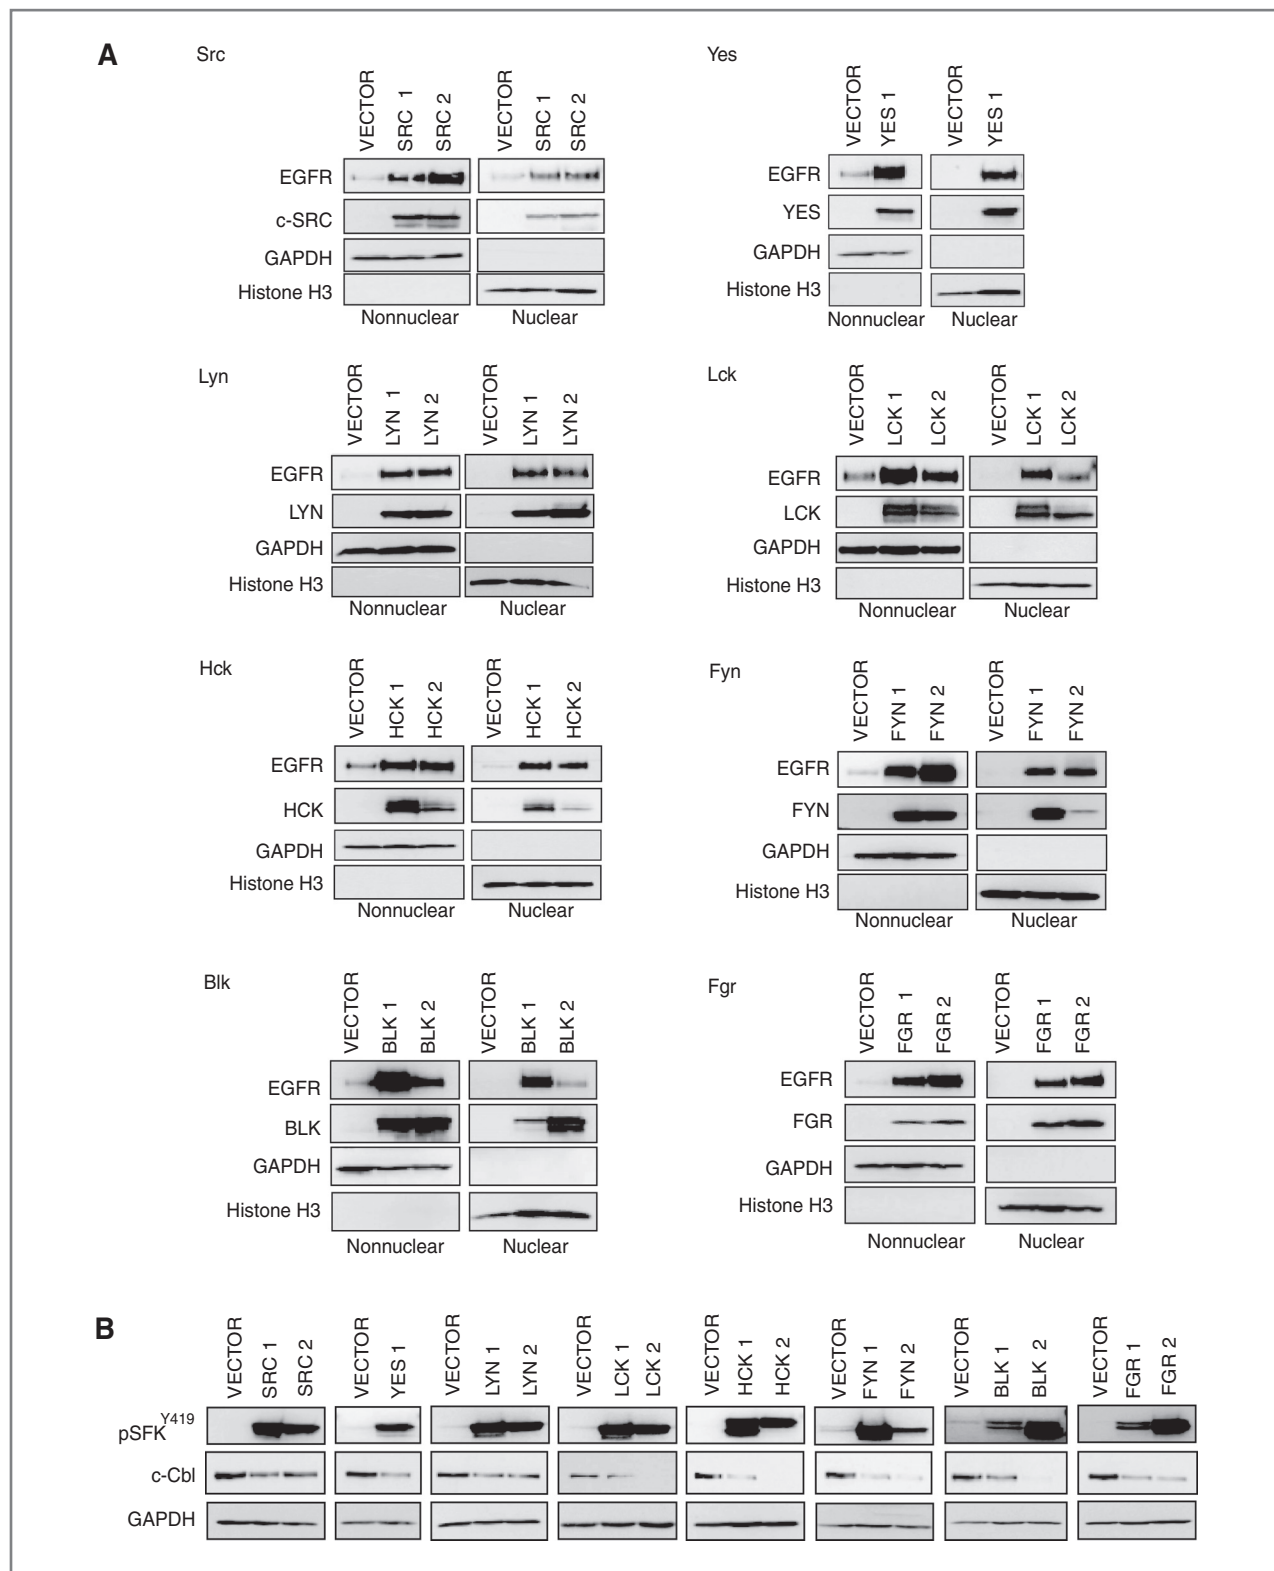 A
Src
VECTOR
SRC 1
SRC 2
VECTOR
SRC 1
SRC 2
EGFR
c-SRC
GAPDH
Histone H3
Nonnuclear
Nuclear
Yes
VECTOR
YES 1
VECTOR
YES 1
EGFR
YES
GAPDH
Histone H3
Nonnuclear
Nuclear
Lyn
VECTOR
LYN 1
LYN 2
VECTOR
LYN 1
LYN 2
EGFR
LYN
GAPDH
Histone H3
Nonnuclear
Nuclear
Lck
VECTOR
LCK 1
LCK 2
VECTOR
LCK 1
LCK 2
EGFR
LCK
GAPDH
Histone H3
Nonnuclear
Nuclear
Hck
VECTOR
HCK 1
HCK 2
VECTOR
HCK 1
HCK 2
EGFR
HCK
GAPDH
Histone H3
Nonnuclear
Nuclear
Fyn
VECTOR
FYN 1
FYN 2
VECTOR
FYN 1
FYN 2
EGFR
FYN
GAPDH
Histone H3
Nonnuclear
Nuclear
Blk
VECTOR
BLK 1
BLK 2
VECTOR
BLK 1
BLK 2
EGFR
BLK
GAPDH
Histone H3
Nonnuclear
Nuclear
Fgr
VECTOR
FGR 1
FGR 2
VECTOR
FGR 1
FGR 2
EGFR
FGR
GAPDH
Histone H3
Nonnuclear
Nuclear
B
VECTOR
SRC 1
SRC 2
VECTOR
YES 1
VECTOR
LYN 1
LYN 2
VECTOR
LCK 1
LCK 2
VECTOR
HCK 1
HCK 2
VECTOR
FYN 1
FYN 2
VECTOR
BLK 1
BLK 2
VECTOR
FGR 1
FGR 2
pSFK Y419
c-Cbl
GAPDH